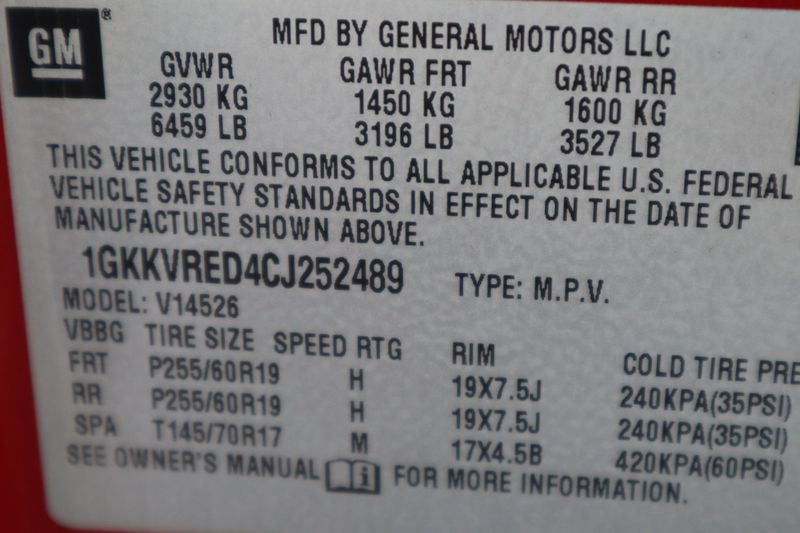 GM®
MFD BY GENERAL MOTORS LLC
GVWR GAWR FRT GAWR RR
2930 KG 1450 KG 1600 KG
6459 LB 3196 LB 3527 LB
THIS VEHICLE CONFORMS TO ALL APPLICABLE U.S. FEDERAL
VEHICLE SAFETY STANDARDS IN EFFECT ON THE DATE OF
MANUFACTURE SHOWN ABOVE.
1GKKVRED4CJ252489 TYPE: M.P.V.
MODEL: V14526
VBBG TIRE SIZE SPEED RTG RIM COLD TIRE PRE
FRT P255/60R19 H 19X7.5J 240KPA(35PSI)
RR P255/60R19 H 19X7.5J 240KPA(35PSI)
SPA T145/70R17 M 17X4.5B 420KPA(60PSI)
SEE OWNER'S MANUAL i FOR MORE INFORMATION.